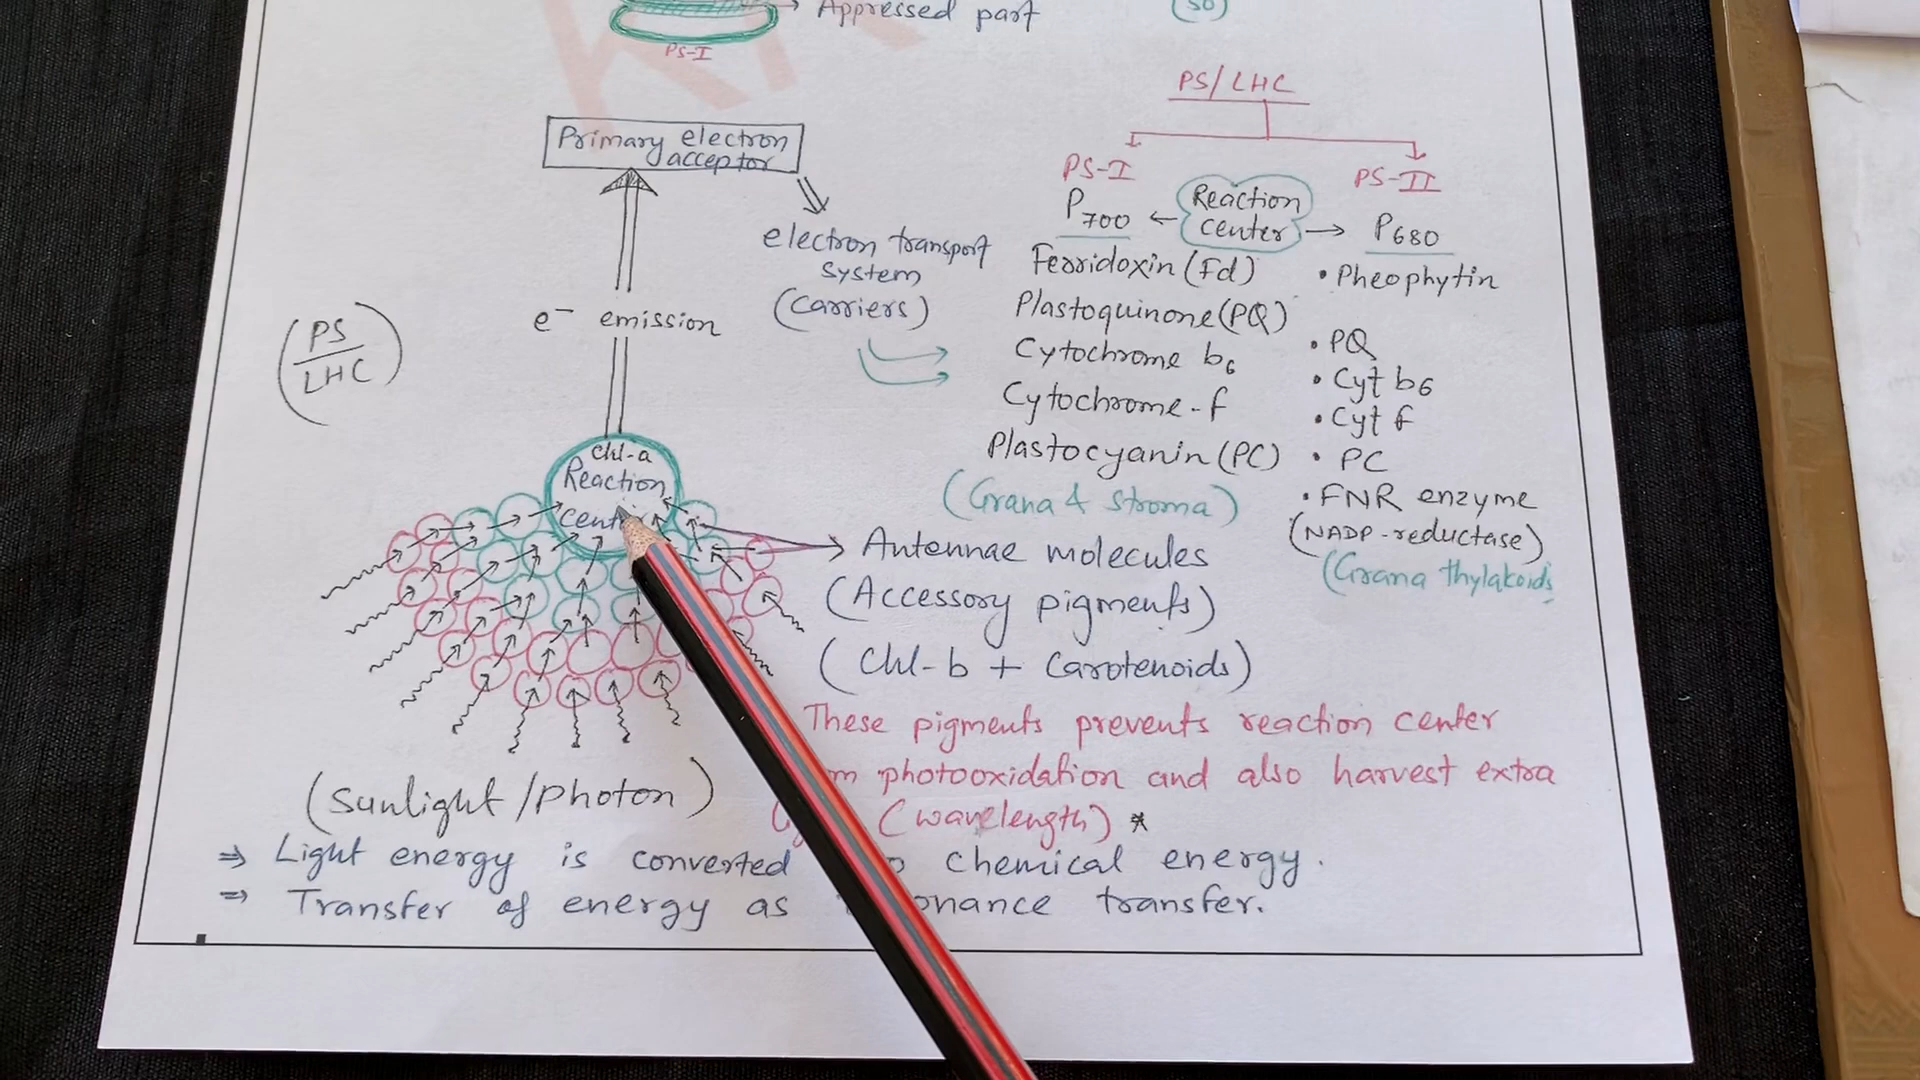 Appressed part
(50)
PS-I
PS/LHC
Primary electron
acceptor
PS-I
PS-II
Reaction
center
P700
P680
electron transport
system
(carriers)
Ferridoxin (Fd)
• Pheophytin
Plastoquinone (PQ)
• PQ
Cytochrome b6
• Cyt b6
Cytochrome-f
• Cyt f
Plastocyanin (PC)
• PC
(Grana & stroma)
• FNR enzyme
(NADP-reductase)
(Grana thylakoids
e⁻ emission
(PS
LHC)
Chl-a
Reaction
Antennae molecules
(Accessory pigments)
(Chl-b + Carotenoids)
These pigments prevents reaction center
photooxidation and also harvest extra
(wavelength) *
(Sunlight/Photon)
⇒ Light energy is converted chemical energy.
⇒ Transfer of energy as transfer.